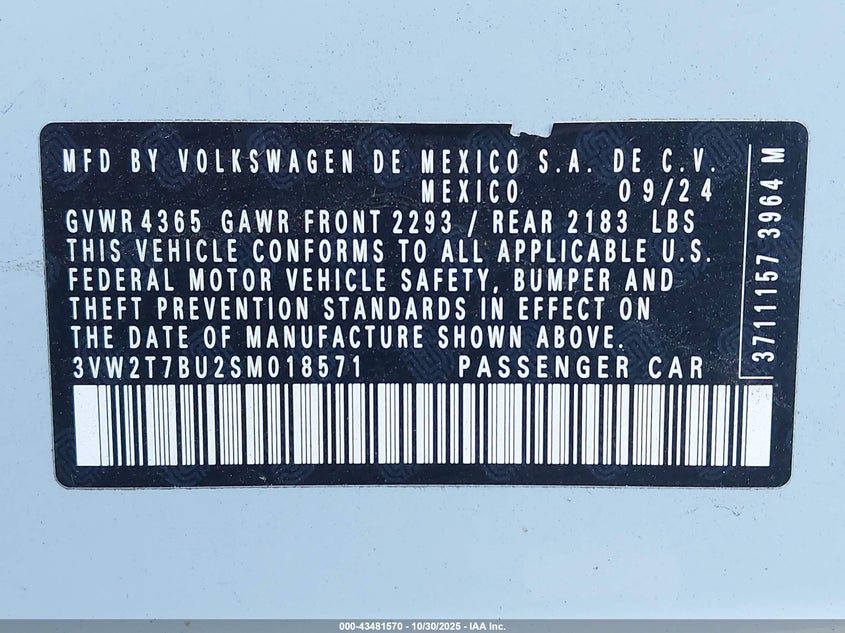 MFD BY VOLKSWAGEN DE MEXICO S.A. DE C.V.
MEXICO 09/24
GVWR 4365 GAWR FRONT 2293 / REAR 2183 LBS
THIS VEHICLE CONFORMS TO ALL APPLICABLE U.S.
FEDERAL MOTOR VEHICLE SAFETY, BUMPER AND
THEFT PREVENTION STANDARDS IN EFFECT ON
THE DATE OF MANUFACTURE SHOWN ABOVE.
3VW2T7BU2SM018571 PASSENGER CAR
3711157 3964 M
000-43481570 - 10/30/2025 - IAA Inc.